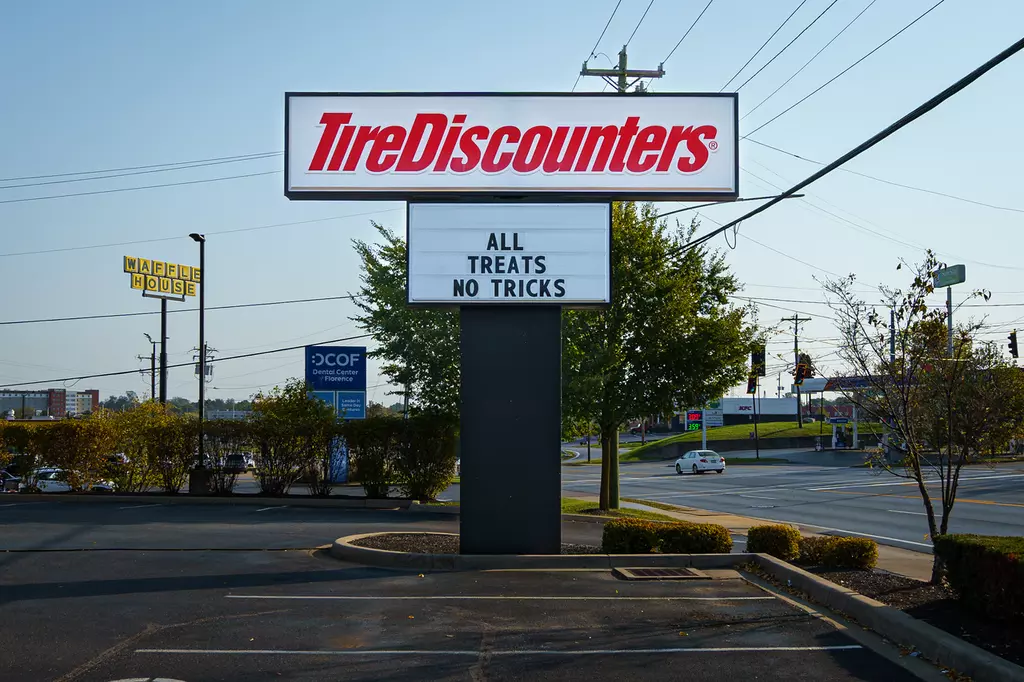 TireDiscounters®
ALL
TREATS
NO TRICKS
WAFFLE
HOUSE
DCOF
Dental Center
of Florence
KFC